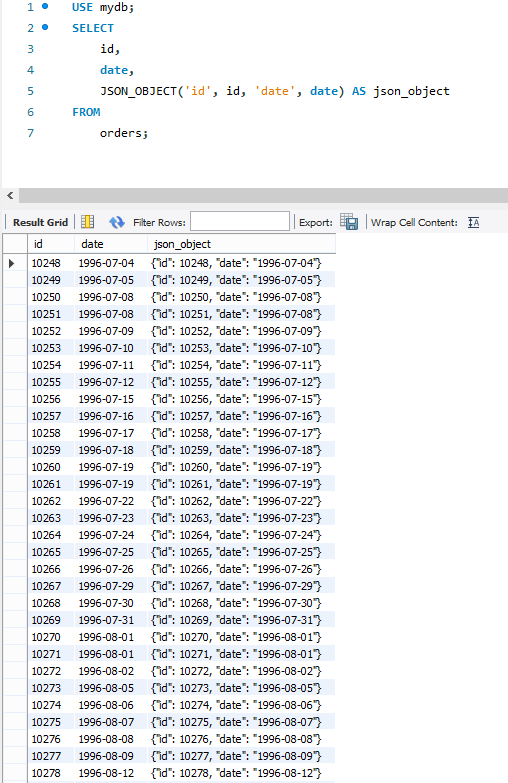 1 USE mydb;
2 SELECT
3 id,
4 date,
5 JSON_OBJECT('id', id, 'date', date) AS json_object
6 FROM
7 orders;
Result Grid Filter Rows: Export: Wrap Cell Content:
id date json_object
10248 1996-07-04 {"id": 10248, "date": "1996-07-04"}
10249 1996-07-05 {"id": 10249, "date": "1996-07-05"}
10250 1996-07-08 {"id": 10250, "date": "1996-07-08"}
10251 1996-07-08 {"id": 10251, "date": "1996-07-08"}
10252 1996-07-09 {"id": 10252, "date": "1996-07-09"}
10253 1996-07-10 {"id": 10253, "date": "1996-07-10"}
10254 1996-07-11 {"id": 10254, "date": "1996-07-11"}
10255 1996-07-12 {"id": 10255, "date": "1996-07-12"}
10256 1996-07-15 {"id": 10256, "date": "1996-07-15"}
10257 1996-07-16 {"id": 10257, "date": "1996-07-16"}
10258 1996-07-17 {"id": 10258, "date": "1996-07-17"}
10259 1996-07-18 {"id": 10259, "date": "1996-07-18"}
10260 1996-07-19 {"id": 10260, "date": "1996-07-19"}
10261 1996-07-19 {"id": 10261, "date": "1996-07-19"}
10262 1996-07-22 {"id": 10262, "date": "1996-07-22"}
10263 1996-07-23 {"id": 10263, "date": "1996-07-23"}
10264 1996-07-24 {"id": 10264, "date": "1996-07-24"}
10265 1996-07-25 {"id": 10265, "date": "1996-07-25"}
10266 1996-07-26 {"id": 10266, "date": "1996-07-26"}
10267 1996-07-29 {"id": 10267, "date": "1996-07-29"}
10268 1996-07-30 {"id": 10268, "date": "1996-07-30"}
10269 1996-07-31 {"id": 10269, "date": "1996-07-31"}
10270 1996-08-01 {"id": 10270, "date": "1996-08-01"}
10271 1996-08-01 {"id": 10271, "date": "1996-08-01"}
10272 1996-08-02 {"id": 10272, "date": "1996-08-02"}
10273 1996-08-05 {"id": 10273, "date": "1996-08-05"}
10274 1996-08-06 {"id": 10274, "date": "1996-08-06"}
10275 1996-08-07 {"id": 10275, "date": "1996-08-07"}
10276 1996-08-08 {"id": 10276, "date": "1996-08-08"}
10277 1996-08-09 {"id": 10277, "date": "1996-08-09"}
10278 1996-08-12 {"id": 10278, "date": "1996-08-12"}